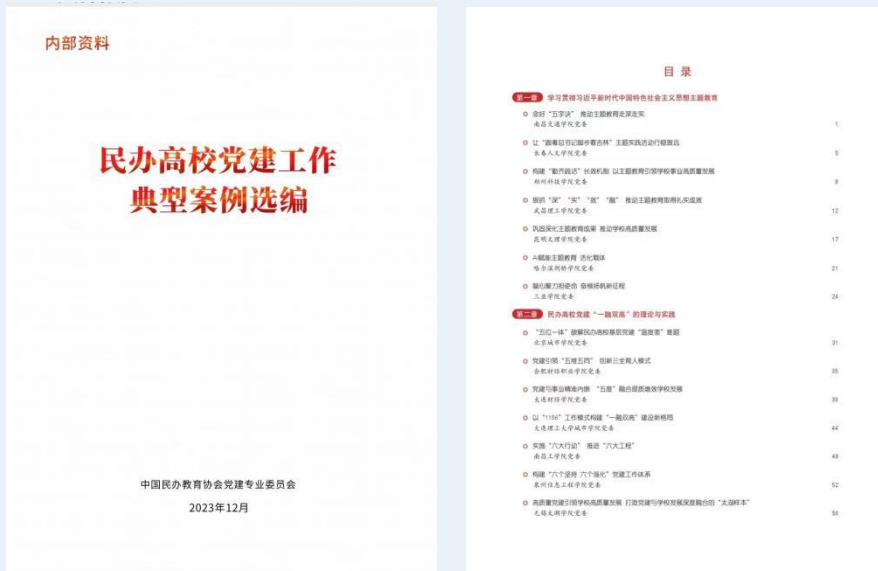 内部资料
民办高校党建工作
典型案例选编
中国民办教育协会党建专业委员会
2023年12月
目 录
第一章 学习贯彻习近平新时代中国特色社会主义思想主题教育
念好“五字诀” 推动主题教育走深走实
南昌交通学院党委 1
让“跟着总书记脚步看吉林”主题实践活动行稳致远
长春人文学院党委 5
构建“勤齐践活”长效机制 以主题教育引领学校事业高质量发展
郑州科技学院党委 8
狠抓“深”“实”“效”“融” 推动主题教育取得扎实成效
武昌理工学院党委 12
巩固深化主题教育成果 推动学校高质量发展
昆明文理学院党委 17
AI赋能主题教育 活化载体
哈尔滨剑桥学院党委 21
凝心聚力担使命 奋楫扬帆新征程
三亚学院党委 24
第二章 民办高校党建“一融双高”的理论与实践
“五位一体”破解民办高校基层党建“温度差”难题
北京城市学院党委 31
党建引领“五维五同” 创新三全育人模式
合肥财经职业学院党委 35
党建与事业精准内嵌 “五度”融合提质增效学校发展
大连财经学院党委 39
以“1156”工作模式构建“一融双高”建设新格局
大连理工大学城市学院党委 44
实施“六大行动” 推进“六大工程”
南昌工学院党委 48
构建“六个坚持 六个强化”党建工作体系
泉州信息工程学院党委 52
高质量党建引领学校高质量发展 打造党建与学校发展深度融合的“太湖样本”
无锡太湖学院党委 56